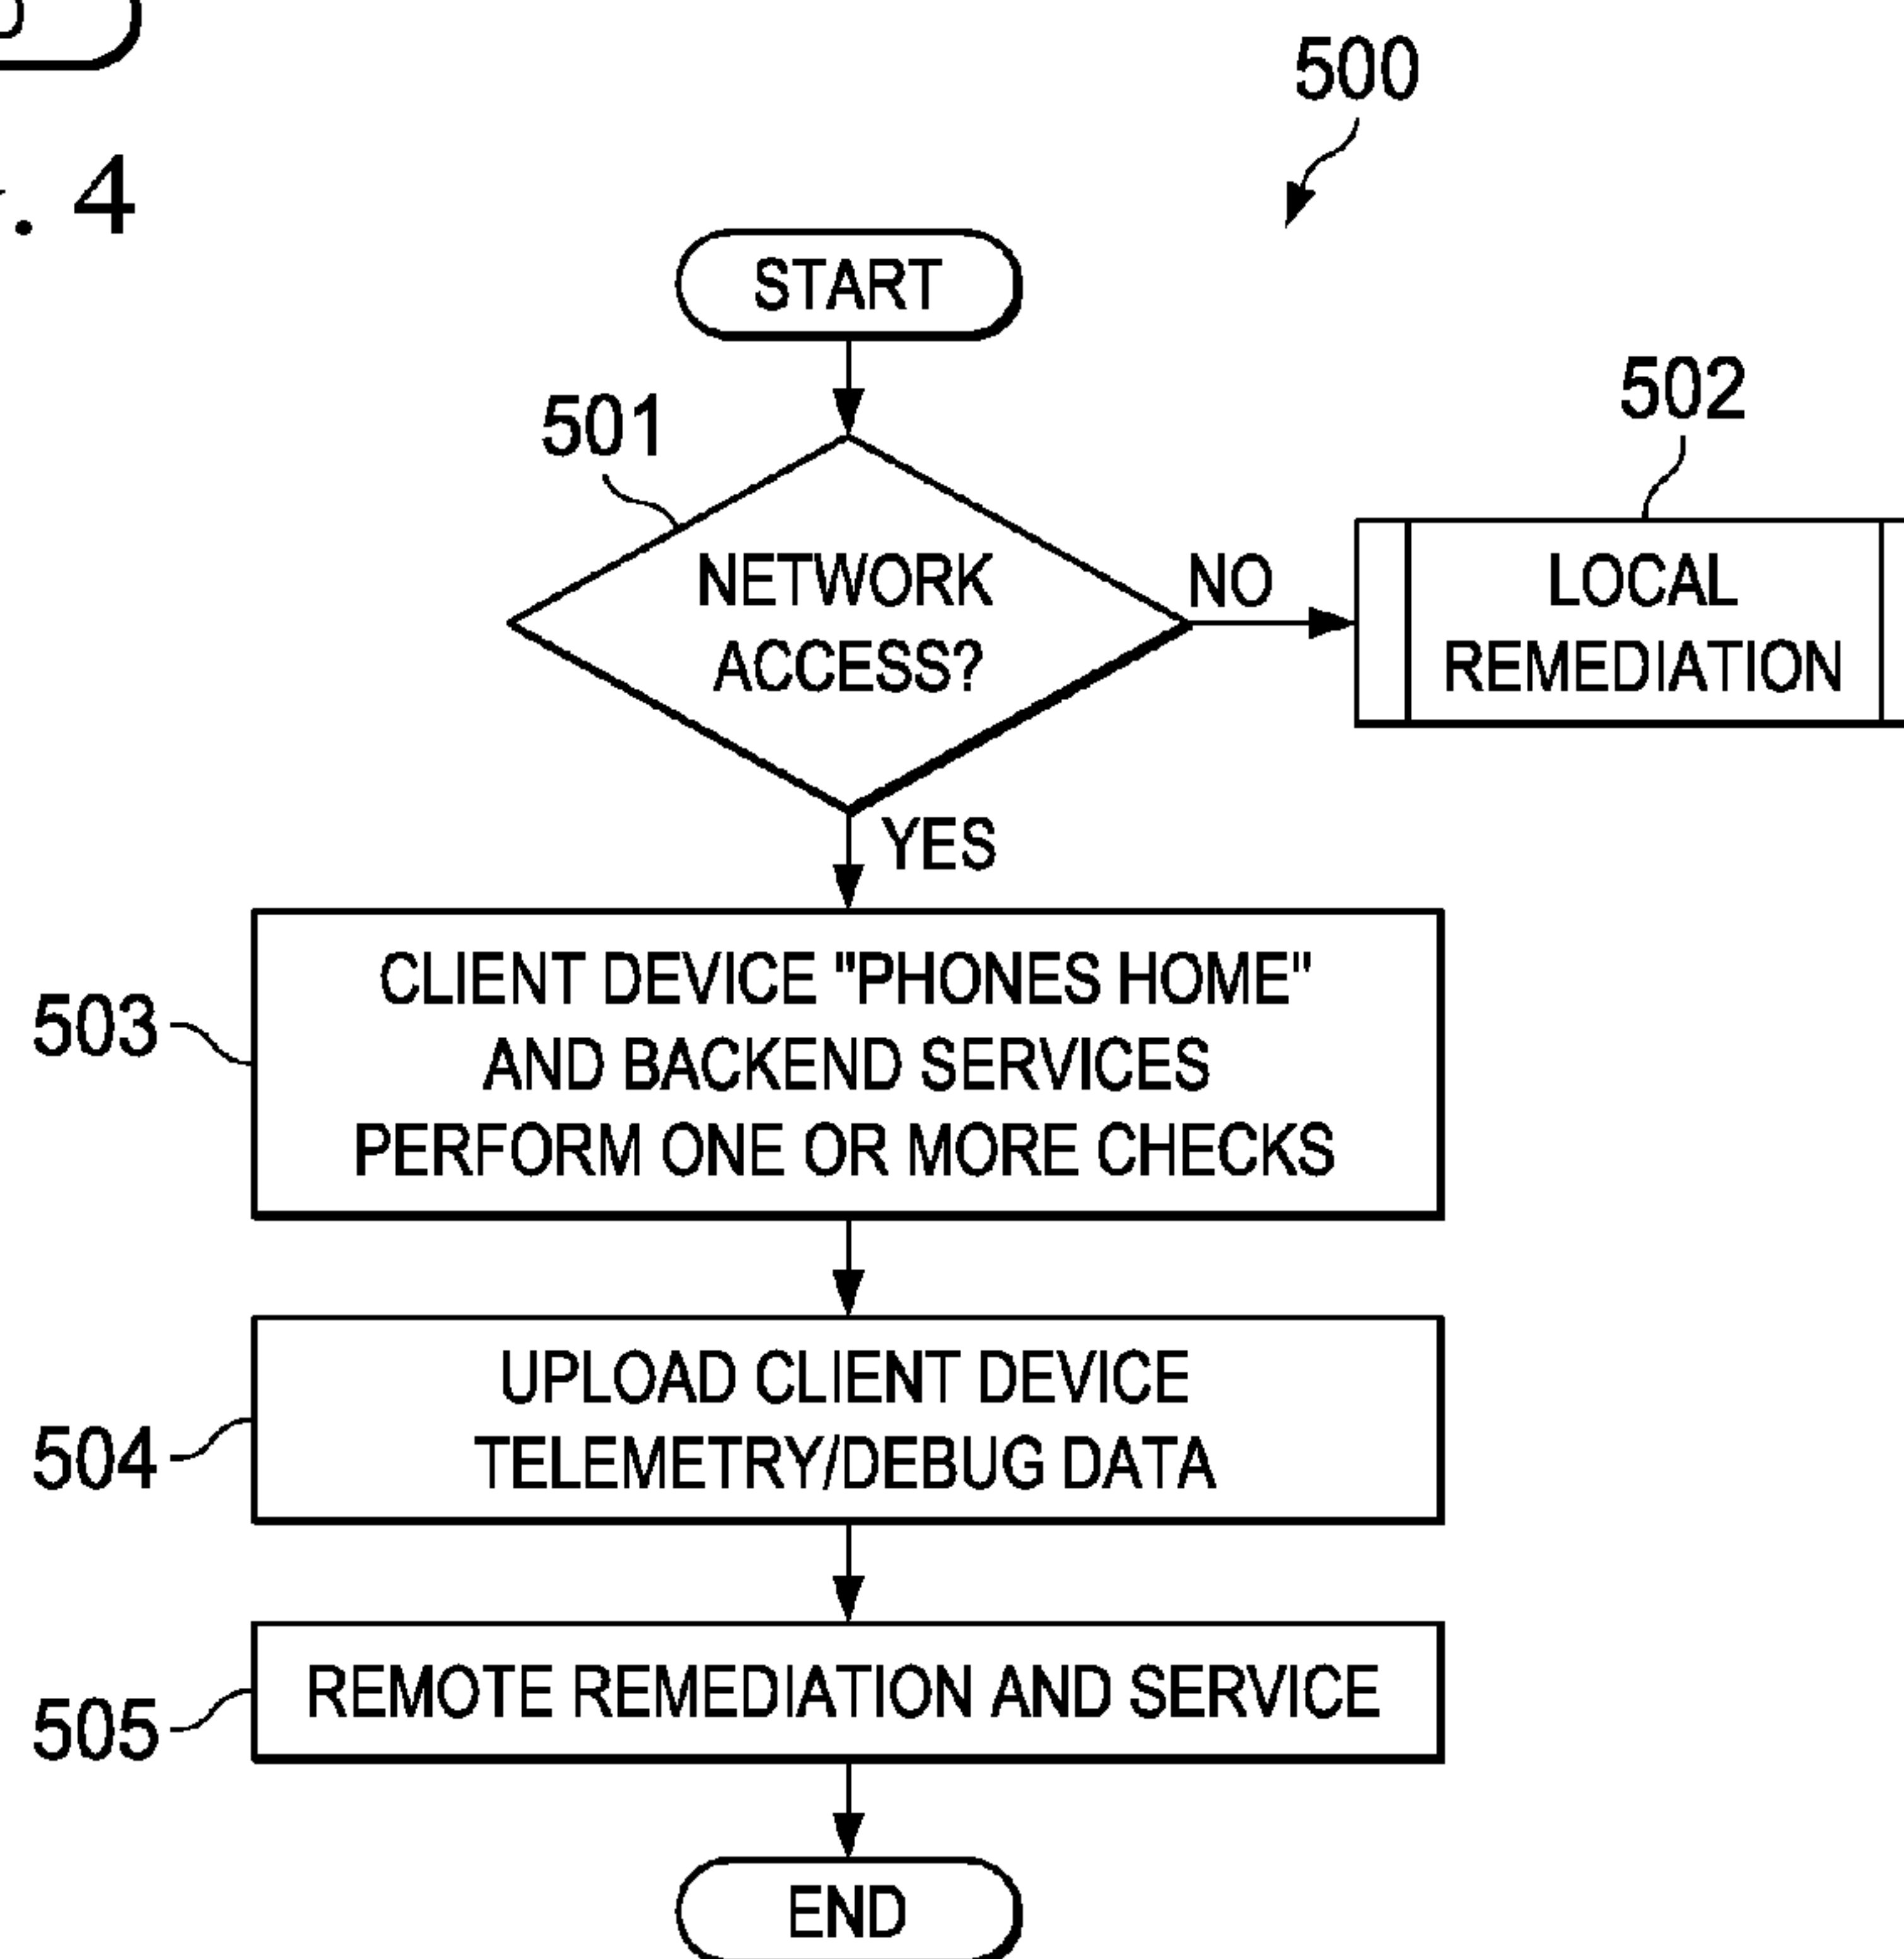 . 4
500
START
501
502
NETWORK
ACCESS?
NO
LOCAL
REMEDIATION
YES
503
CLIENT DEVICE "PHONES HOME"
AND BACKEND SERVICES
PERFORM ONE OR MORE CHECKS
504
UPLOAD CLIENT DEVICE
TELEMETRY/DEBUG DATA
505
REMOTE REMEDIATION AND SERVICE
END